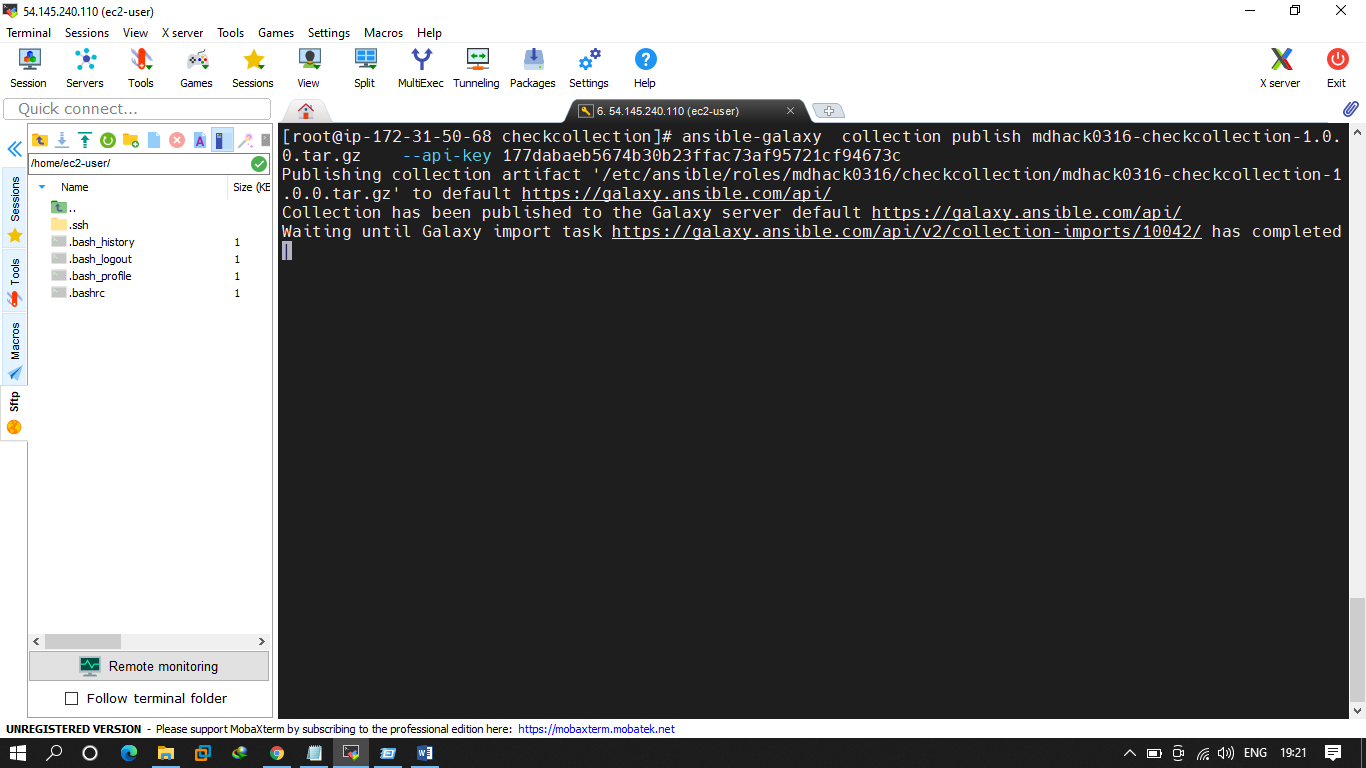 54.145.240.110 (ec2-user)
Terminal Sessions View X server Tools Games Settings Macros Help
Session Servers Tools Games Sessions View Split MultiExec Tunneling Packages Settings Help X server Exit
Quick connect...
6. 54.145.240.110 (ec2-user)
/home/ec2-user/
Name Size (KB
..
.ssh
.bash_history 1
.bash_logout 1
.bash_profile 1
.bashrc 1
Sessions
Tools
Macros
Sftp
[root@ip-172-31-50-68 checkcollection]# ansible-galaxy  collection publish mdhack0316-checkcollection-1.0.
0.tar.gz    --api-key 177dabaeb5674b30b23ffac73af95721cf94673c
Publishing collection artifact '/etc/ansible/roles/mdhack0316/checkcollection/mdhack0316-checkcollection-1
.0.0.tar.gz' to default https://galaxy.ansible.com/api/
Collection has been published to the Galaxy server default https://galaxy.ansible.com/api/
Waiting until Galaxy import task https://galaxy.ansible.com/api/v2/collection-imports/10042/ has completed
|
Remote monitoring
Follow terminal folder
UNREGISTERED VERSION - Please support MobaXterm by subscribing to the professional edition here: https://mobaxterm.mobatek.net
ENG 19:21